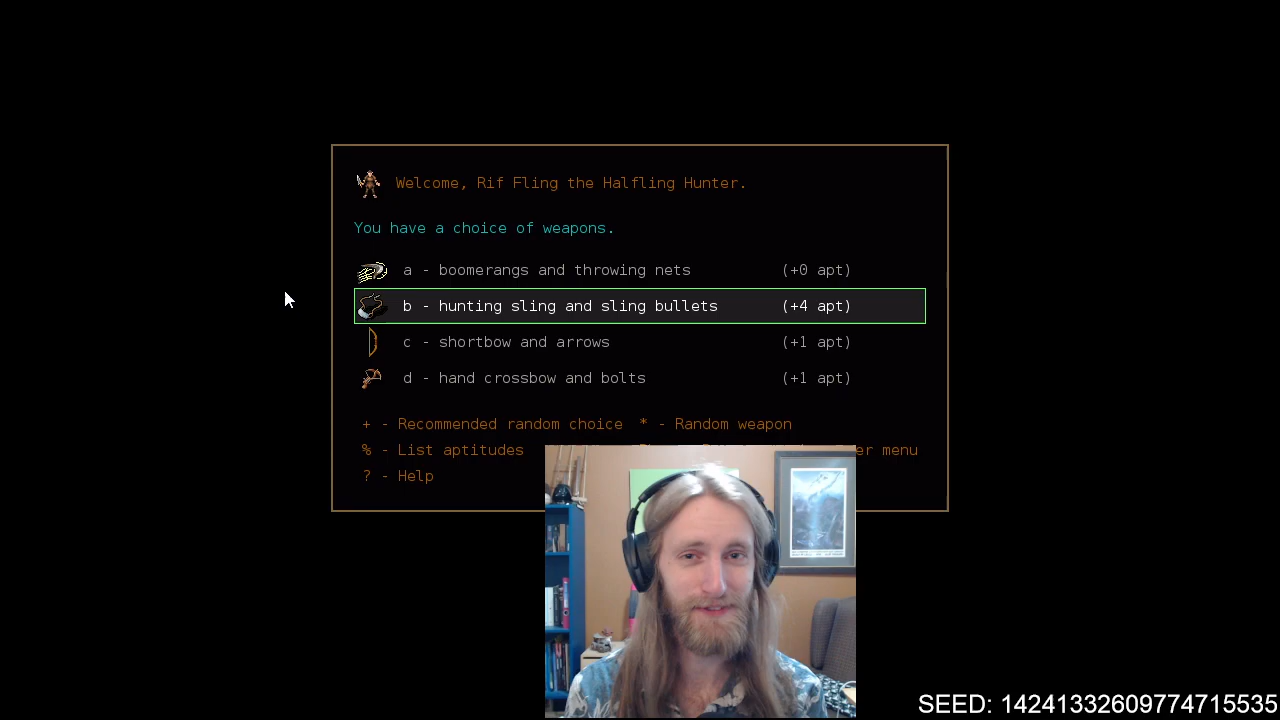 Welcome, Rif Fling the Halfling Hunter.
You have a choice of weapons.
a - boomerangs and throwing nets (+0 apt)
b - hunting sling and sling bullets (+4 apt)
c - shortbow and arrows (+1 apt)
d - hand crossbow and bolts (+1 apt)
+ - Recommended random choice * - Random weapon
% - List aptitudes menu
? - Help
SEED: 14241332609774715535